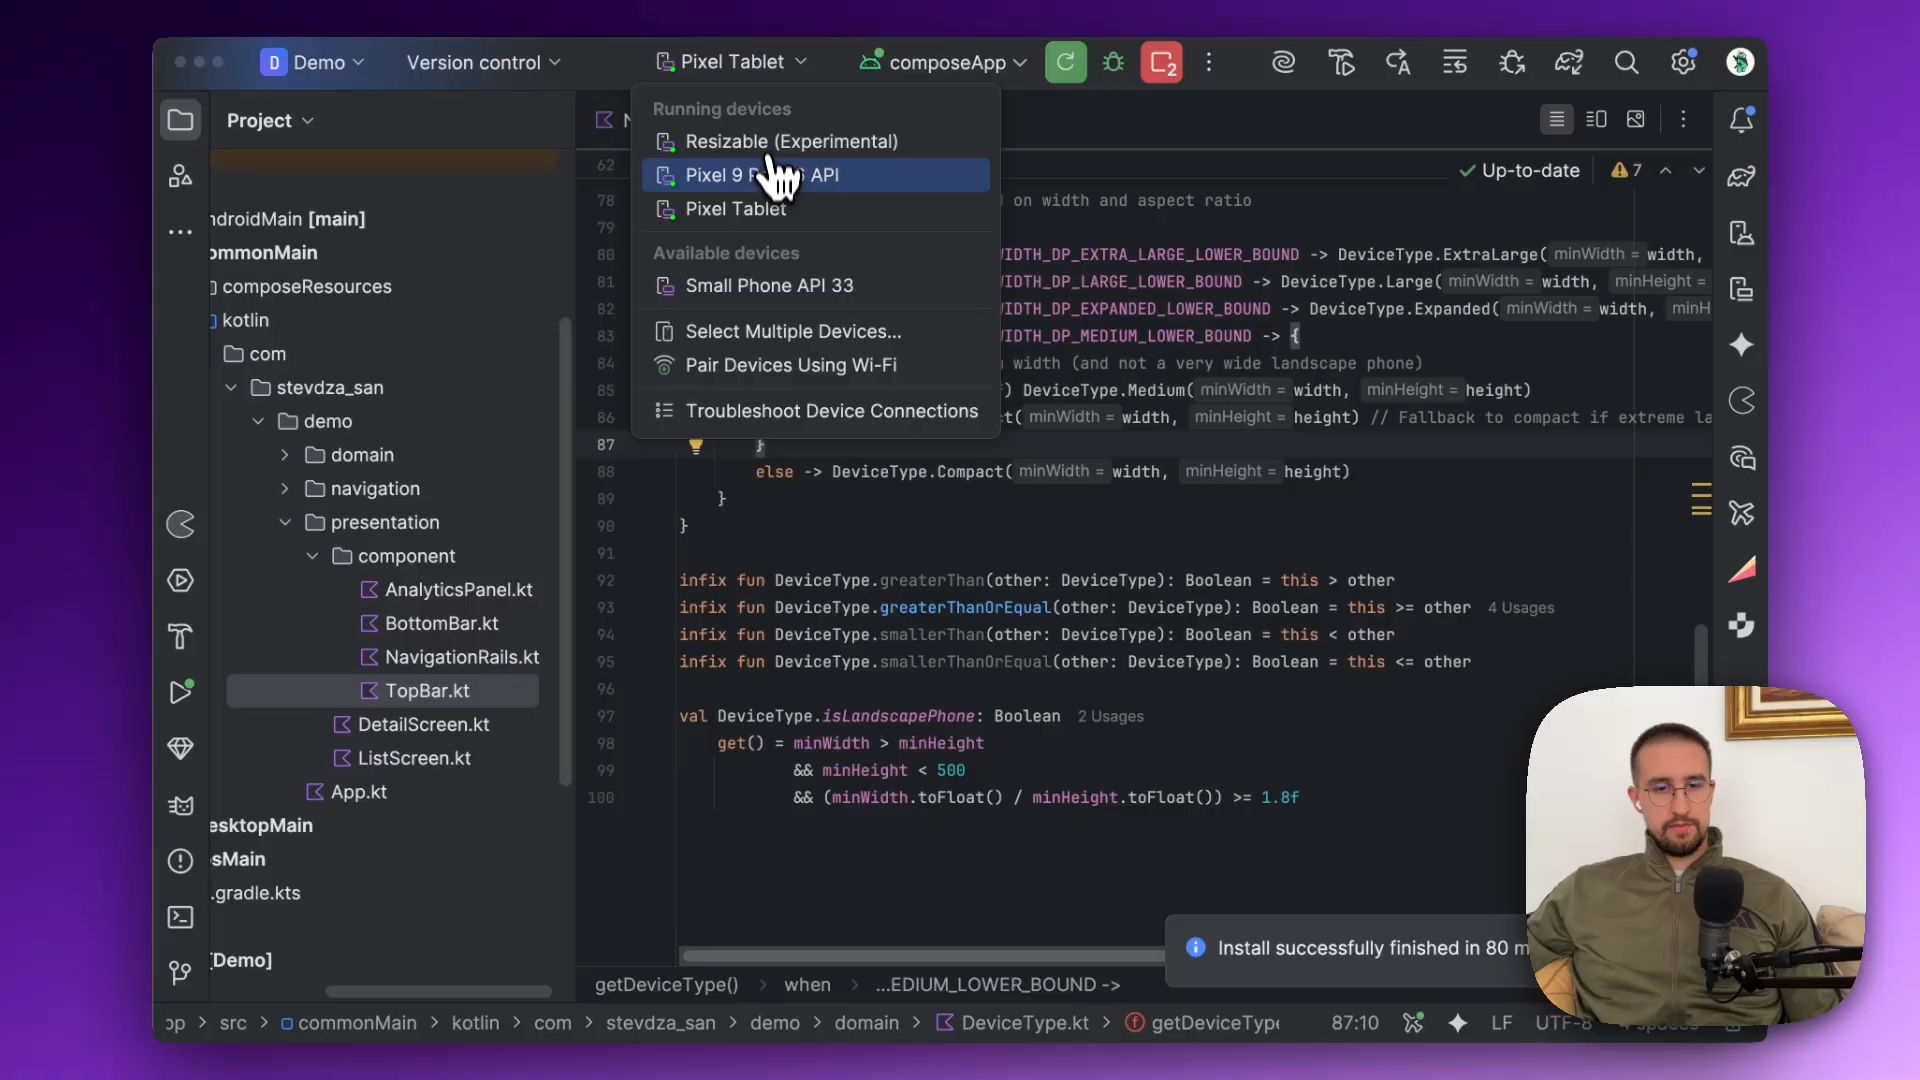 D Demo
Version control
Pixel Tablet
composeApp
2
Project
Running devices
Resizable (Experimental)
Pixel 9 API
Pixel Tablet
Available devices
Small Phone API 33
Select Multiple Devices...
Pair Devices Using Wi-Fi
Troubleshoot Device Connections
Up-to-date
7
ndroidMain [main]
ommonMain
composeResources
kotlin
com
stevdza_san
demo
domain
navigation
presentation
component
AnalyticsPanel.kt
BottomBar.kt
NavigationRails.kt
TopBar.kt
DetailScreen.kt
ListScreen.kt
App.kt
esktopMain
osMain
.gradle.kts
[Demo]
62
78 on width and aspect ratio
79
80 IDTH_DP_EXTRA_LARGE_LOWER_BOUND -> DeviceType.ExtraLarge( minWidth = width,
81 IDTH_DP_LARGE_LOWER_BOUND -> DeviceType.Large( minWidth = width, minHeight =
82 IDTH_DP_EXPANDED_LOWER_BOUND -> DeviceType.Expanded( minWidth = width, minH
83 IDTH_DP_MEDIUM_LOWER_BOUND -> {
84 width (and not a very wide landscape phone)
85 ) DeviceType.Medium( minWidth = width, minHeight = height)
86 ct( minWidth = width, minHeight = height) // Fallback to compact if extreme la
87 }
88 else -> DeviceType.Compact( minWidth = width, minHeight = height)
89 }
90 }
91
92 infix fun DeviceType.greaterThan(other: DeviceType): Boolean = this > other
93 infix fun DeviceType.greaterThanOrEqual(other: DeviceType): Boolean = this >= other 4 Usages
94 infix fun DeviceType.smallerThan(other: DeviceType): Boolean = this < other
95 infix fun DeviceType.smallerThanOrEqual(other: DeviceType): Boolean = this <= other
96
97 val DeviceType.isLandscapePhone: Boolean 2 Usages
98 get() = minWidth > minHeight
99 && minHeight < 500
100 && (minWidth.toFloat() / minHeight.toFloat()) >= 1.8f
Install successfully finished in 80 m
getDeviceType() > when > ...EDIUM_LOWER_BOUND ->
op > src > commonMain > kotlin > com > stevdza_san > demo > domain > DeviceType.kt > f getDeviceType
87:10 LF UTF-8 4 spaces